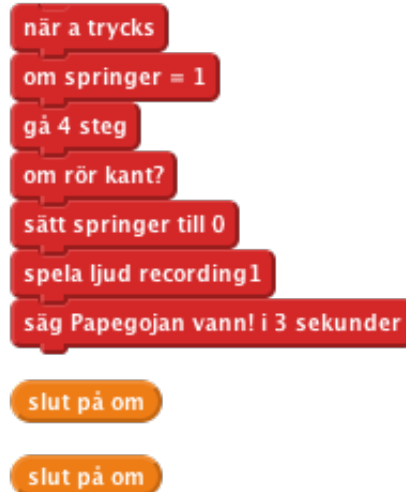 när a trycks
om springer = 1
gå 4 steg
om rör kant?
sätt springer till 0
spela ljud recording1
säg Papegojan vann! i 3 sekunder
slut på om
slut på om